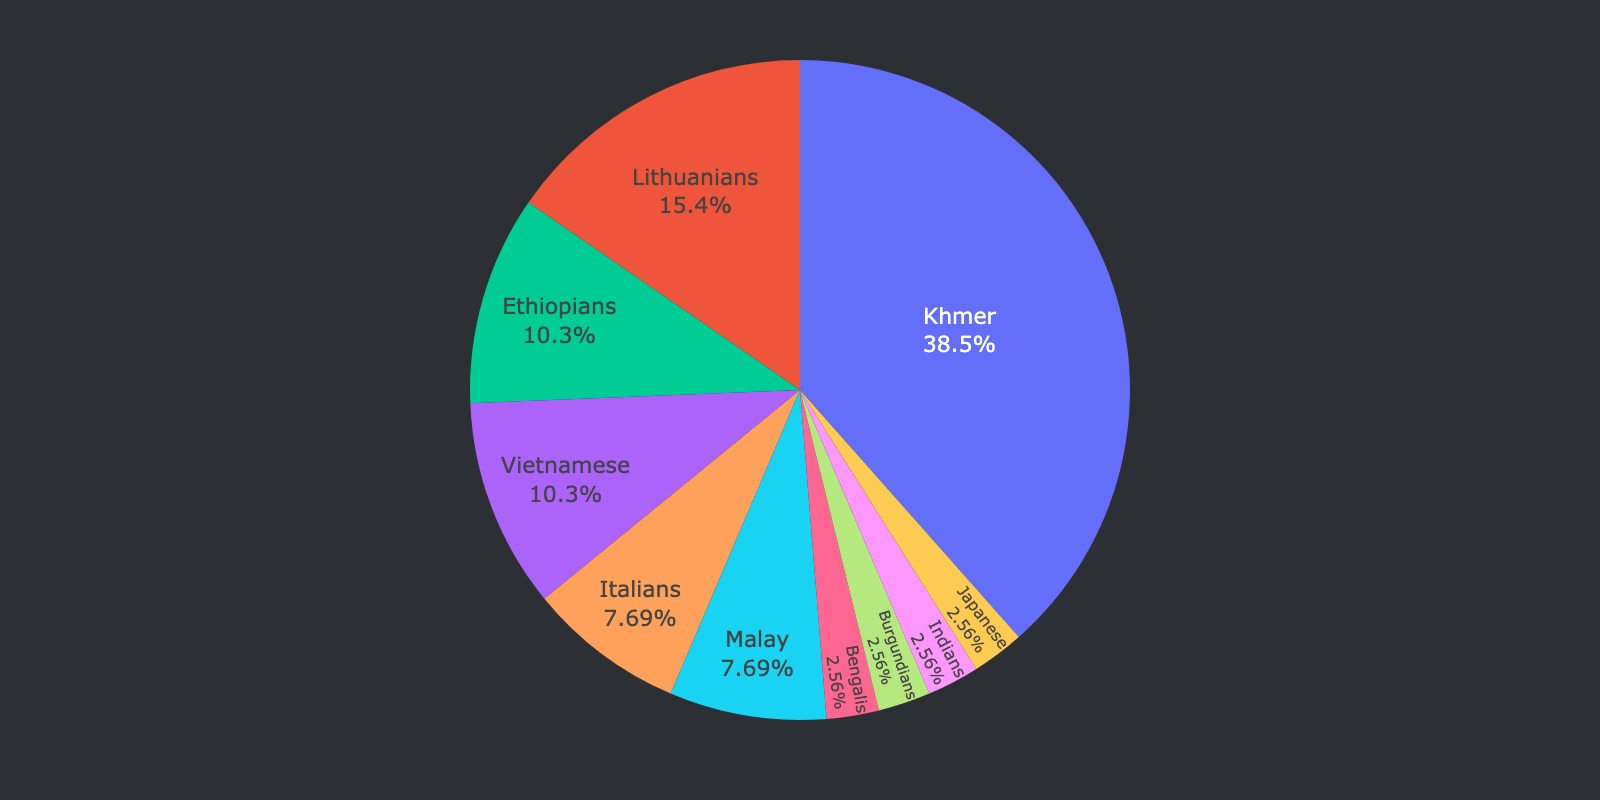 Lithuanians
15.4%
Khmer
38.5%
Ethiopians
10.3%
Vietnamese
10.3%
Italians
7.69%
Malay
7.69%
Bengalis
2.56%
Burgundians
2.56%
Indians
2.56%
Japanese
2.56%